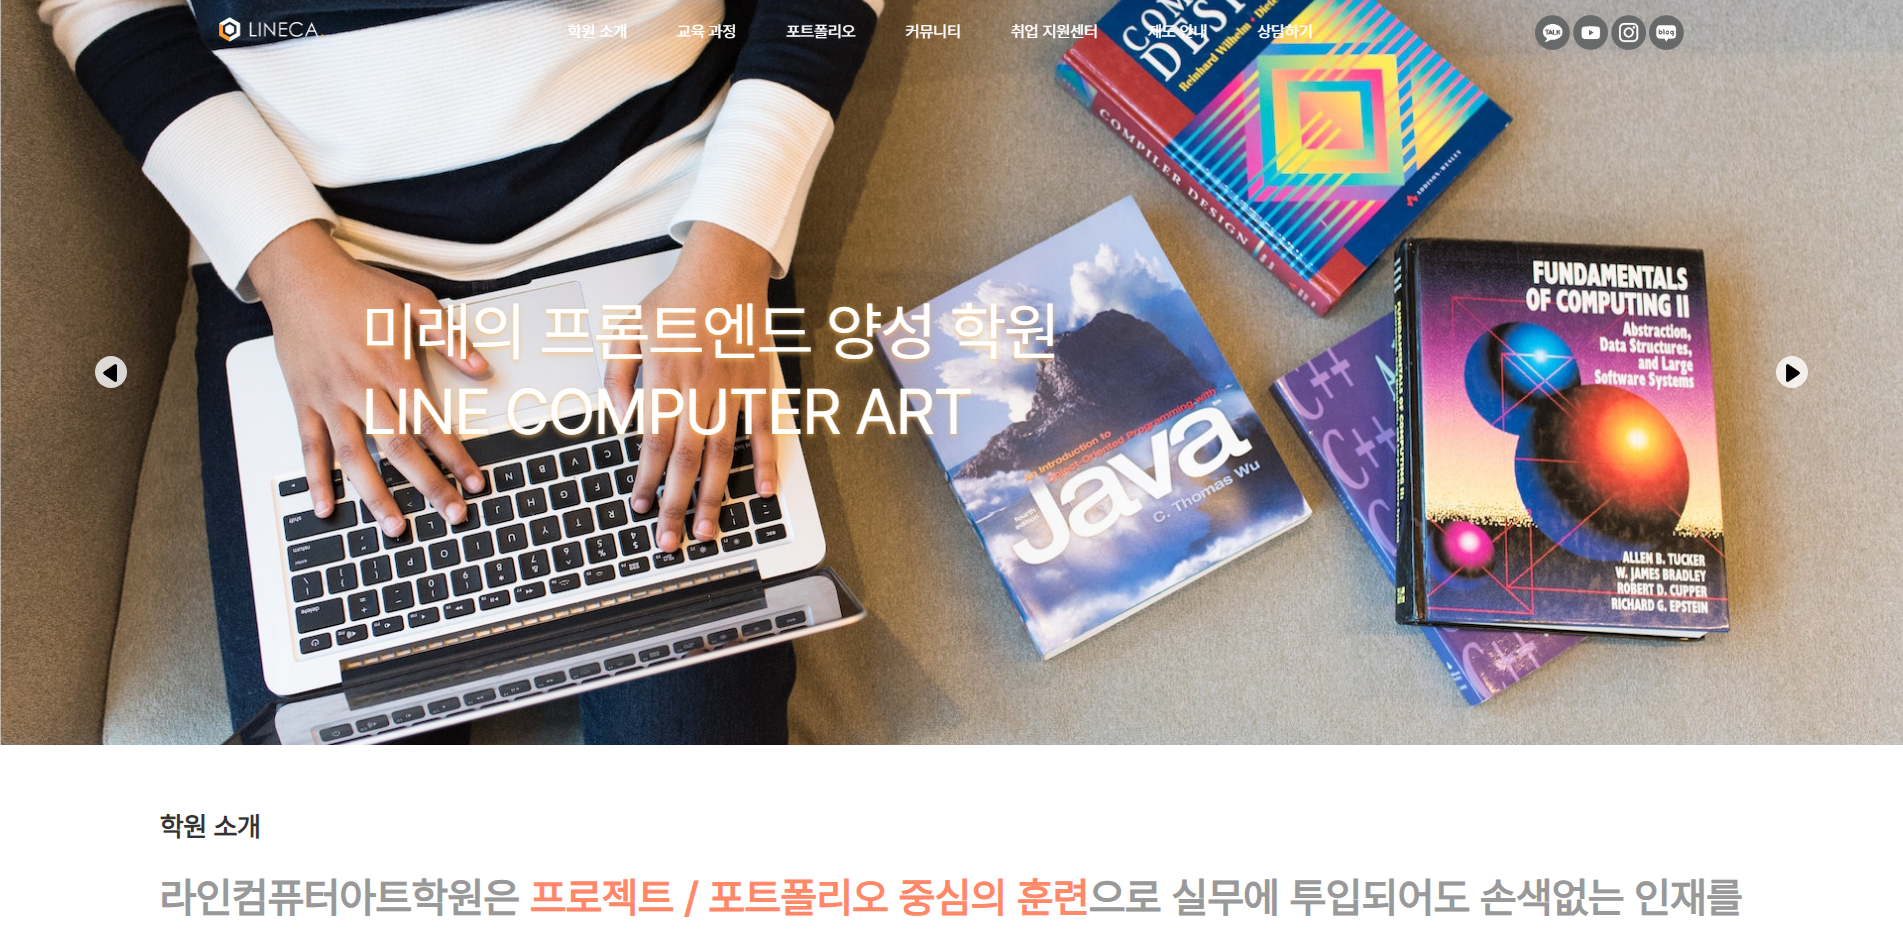 LINECA.
학원 소개 교육 과정 포트폴리오 커뮤니티 취업 지원센터 제도 안내 상담하기
TALK
blog
Reinhard Wilhelm • Dieter
COMPILER DESIGN
ADDISON-WESLEY
미래의 프론트엔드 양성 학원
LINE COMPUTER ART
An Introduction to
Object-Oriented Programming with
Java
fourth
edition
C. Thomas Wu
C++
C++
C++
FUNDAMENTALS
OF COMPUTING II
Abstraction,
Data Structures,
and Large
Software Systems
ALLEN B. TUCKER
W. JAMES BRADLEY
ROBERT D. CUPPER
RICHARD G. EPSTEIN
학원 소개
라인컴퓨터아트학원은 프로젝트 / 포트폴리오 중심의 훈련으로 실무에 투입되어도 손색없는 인재를